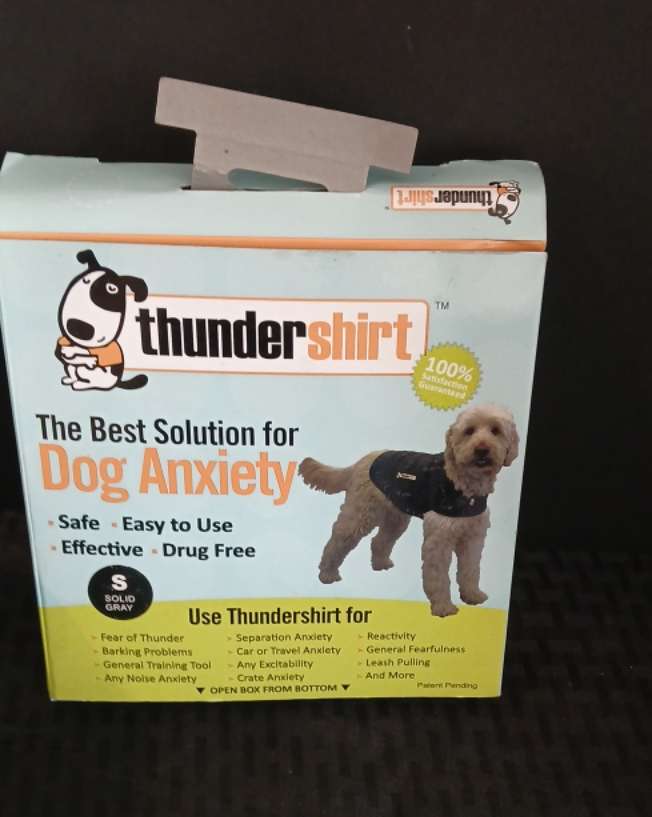 thundershirt
thundershirt
TM
100%
Satisfaction
Guaranteed
The Best Solution for
Dog Anxiety
Safe Easy to Use
Effective Drug Free
S
SOLID
GRAY
Use Thundershirt for
Fear of Thunder
Barking Problems
General Training Tool
Any Noise Anxiety
Separation Anxiety
Car or Travel Anxiety
Any Excitability
Crate Anxiety
Reactivity
General Fearfulness
Leash Pulling
And More
▼ OPEN BOX FROM BOTTOM ▼
Patent Pending